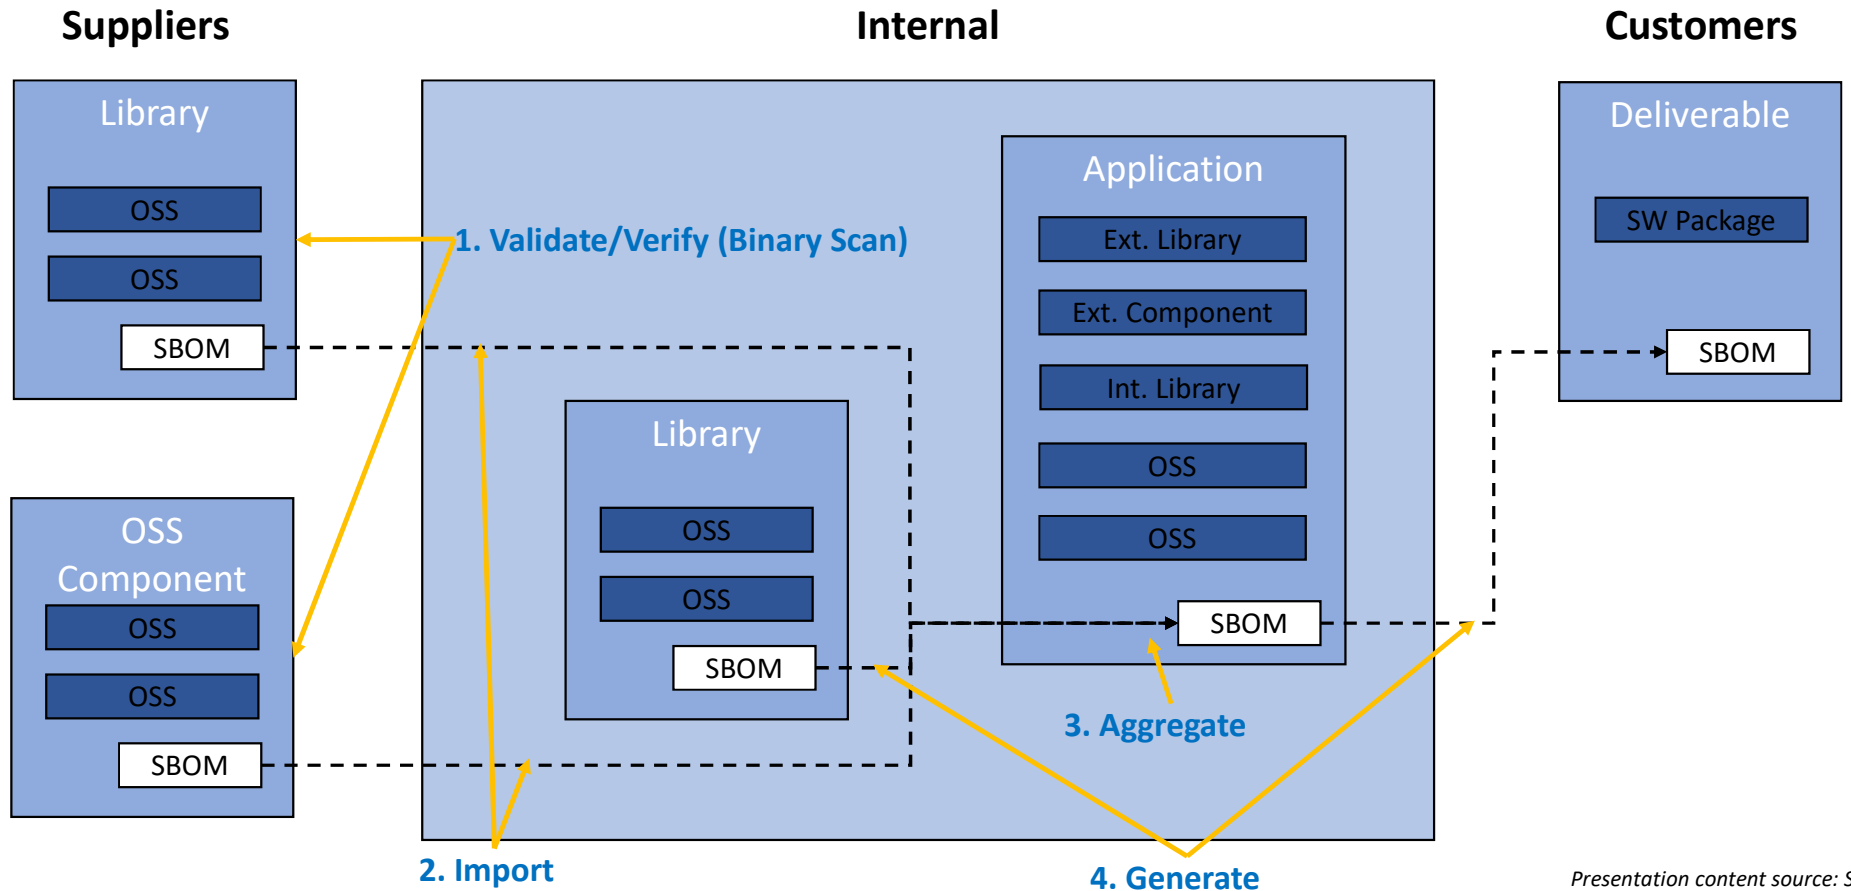 Suppliers
Internal
Customers
Library
OSS
OSS
SBOM
OSS
Component
OSS
OSS
SBOM
1. Validate/Verify (Binary Scan)
Library
OSS
OSS
SBOM
2. Import
Application
Ext. Library
Ext. Component
Int. Library
OSS
OSS
SBOM
3. Aggregate
4. Generate
Deliverable
SW Package
SBOM
Presentation content source: S